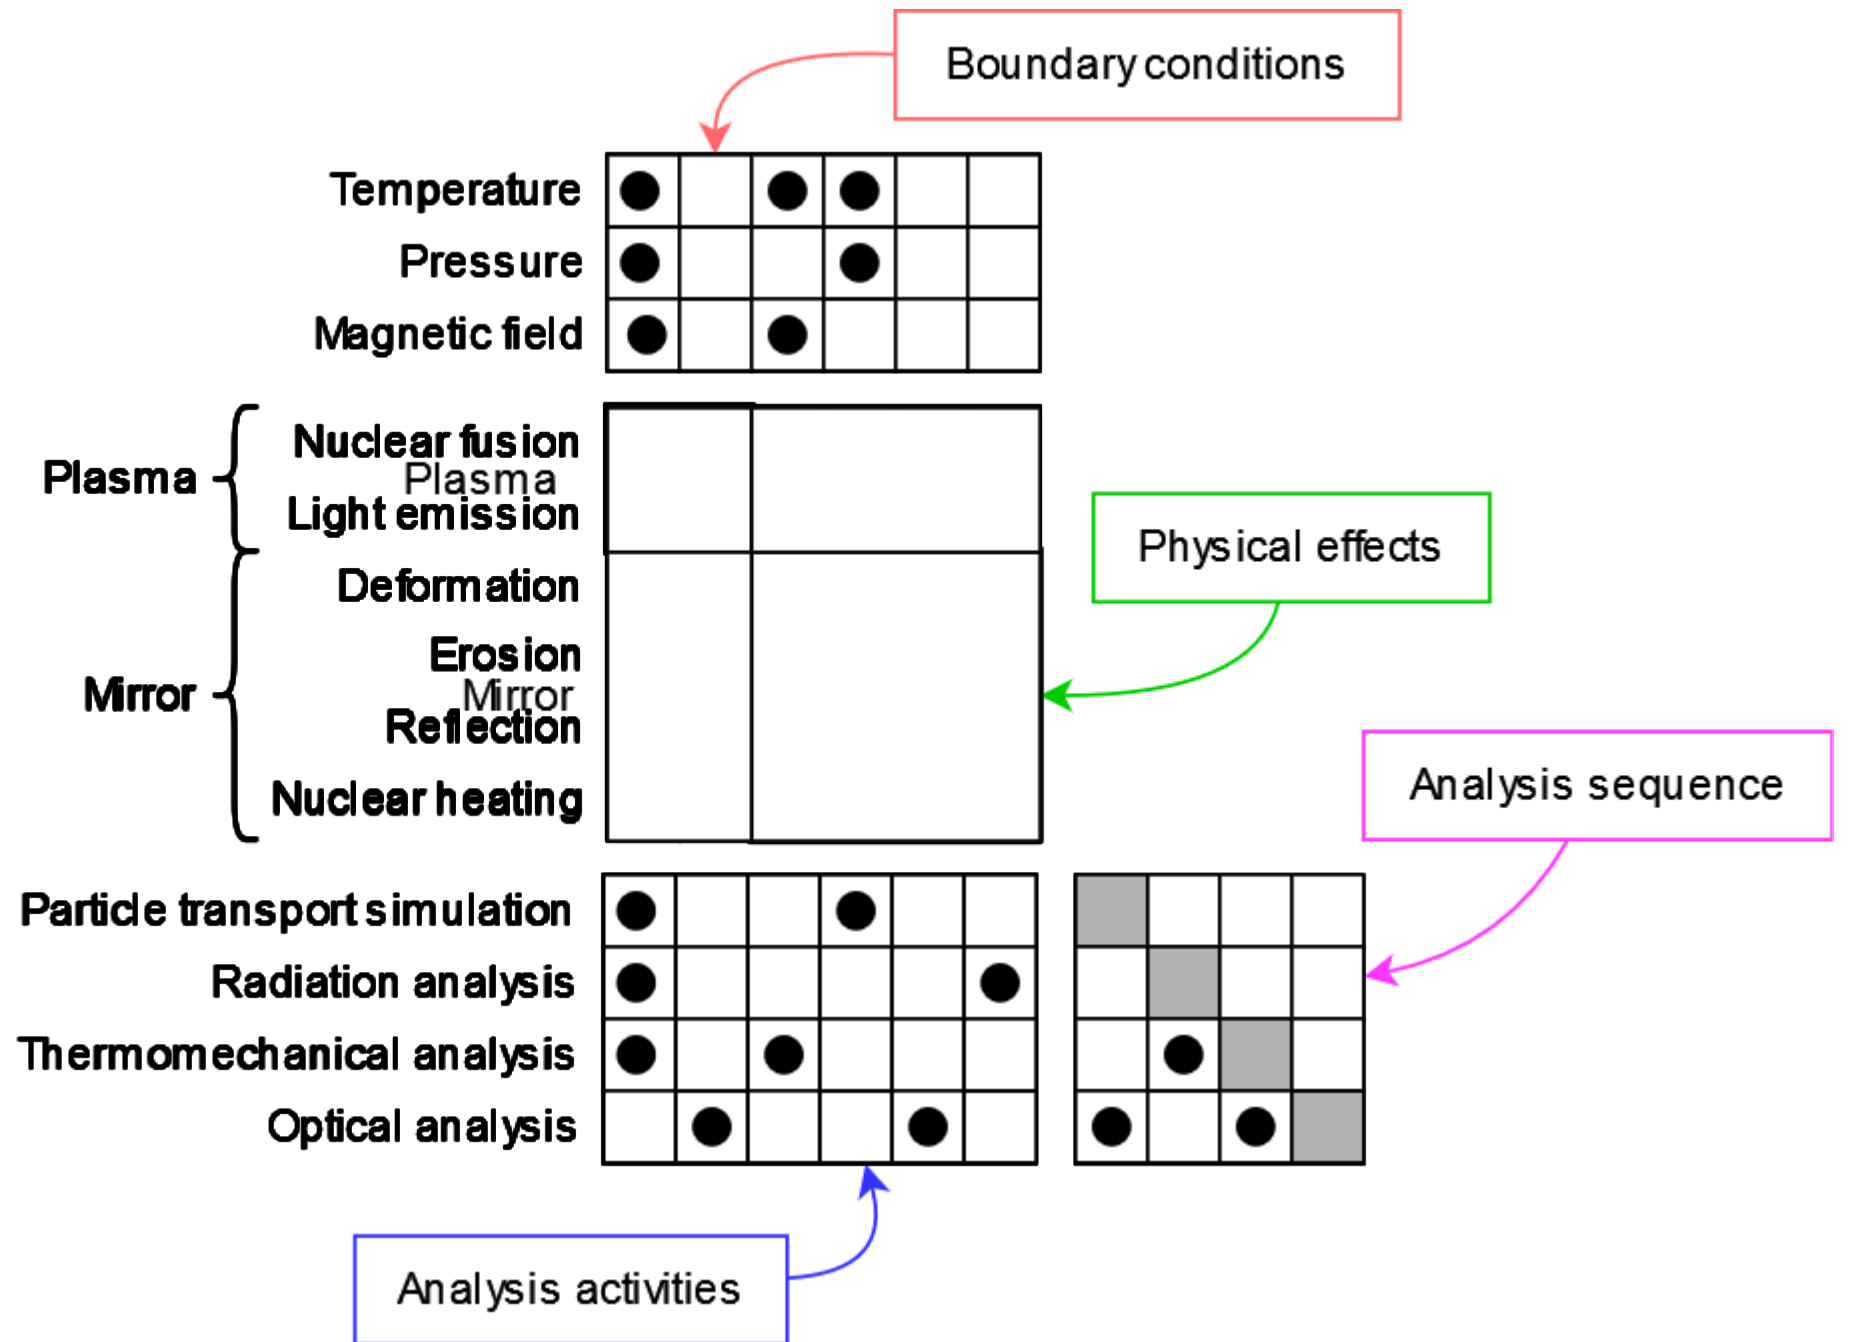 Boundary conditions
Temperature
Pressure
Magnetic field
Nuclear fusion
Plasma
Plasma
Light emission
Physical effects
Deformation
Erosion
Mirror
Mirror
Reflection
Analysis sequence
Nuclear heating
Particle transport simulation
Radiation analysis
Thermomechanical analysis
Optical analysis
Analysis activities